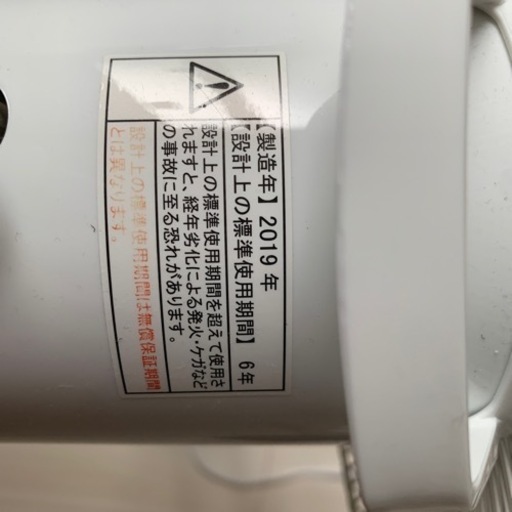 【製造年】2019年
【設計上の標準使用期間】 6年
設計上の標準使用期間を超えて使用さ
れますと、経年劣化による発火・ケガなど
の事故に至る恐れがあります。
設計上の標準使用期間は無償保証期間
とは異なります。